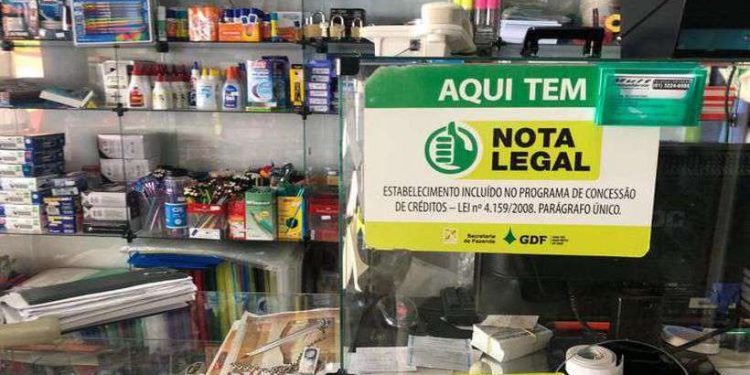 AQUI TEM
NOTA
LEGAL
ESTABELECIMENTO INCLUÍDO NO PROGRAMA DE CONCESSÃO
DE CRÉDITOS – LEI nº 4.159/2008. PARÁGRAFO ÚNICO.
Secretaria
de Fazenda
GDF